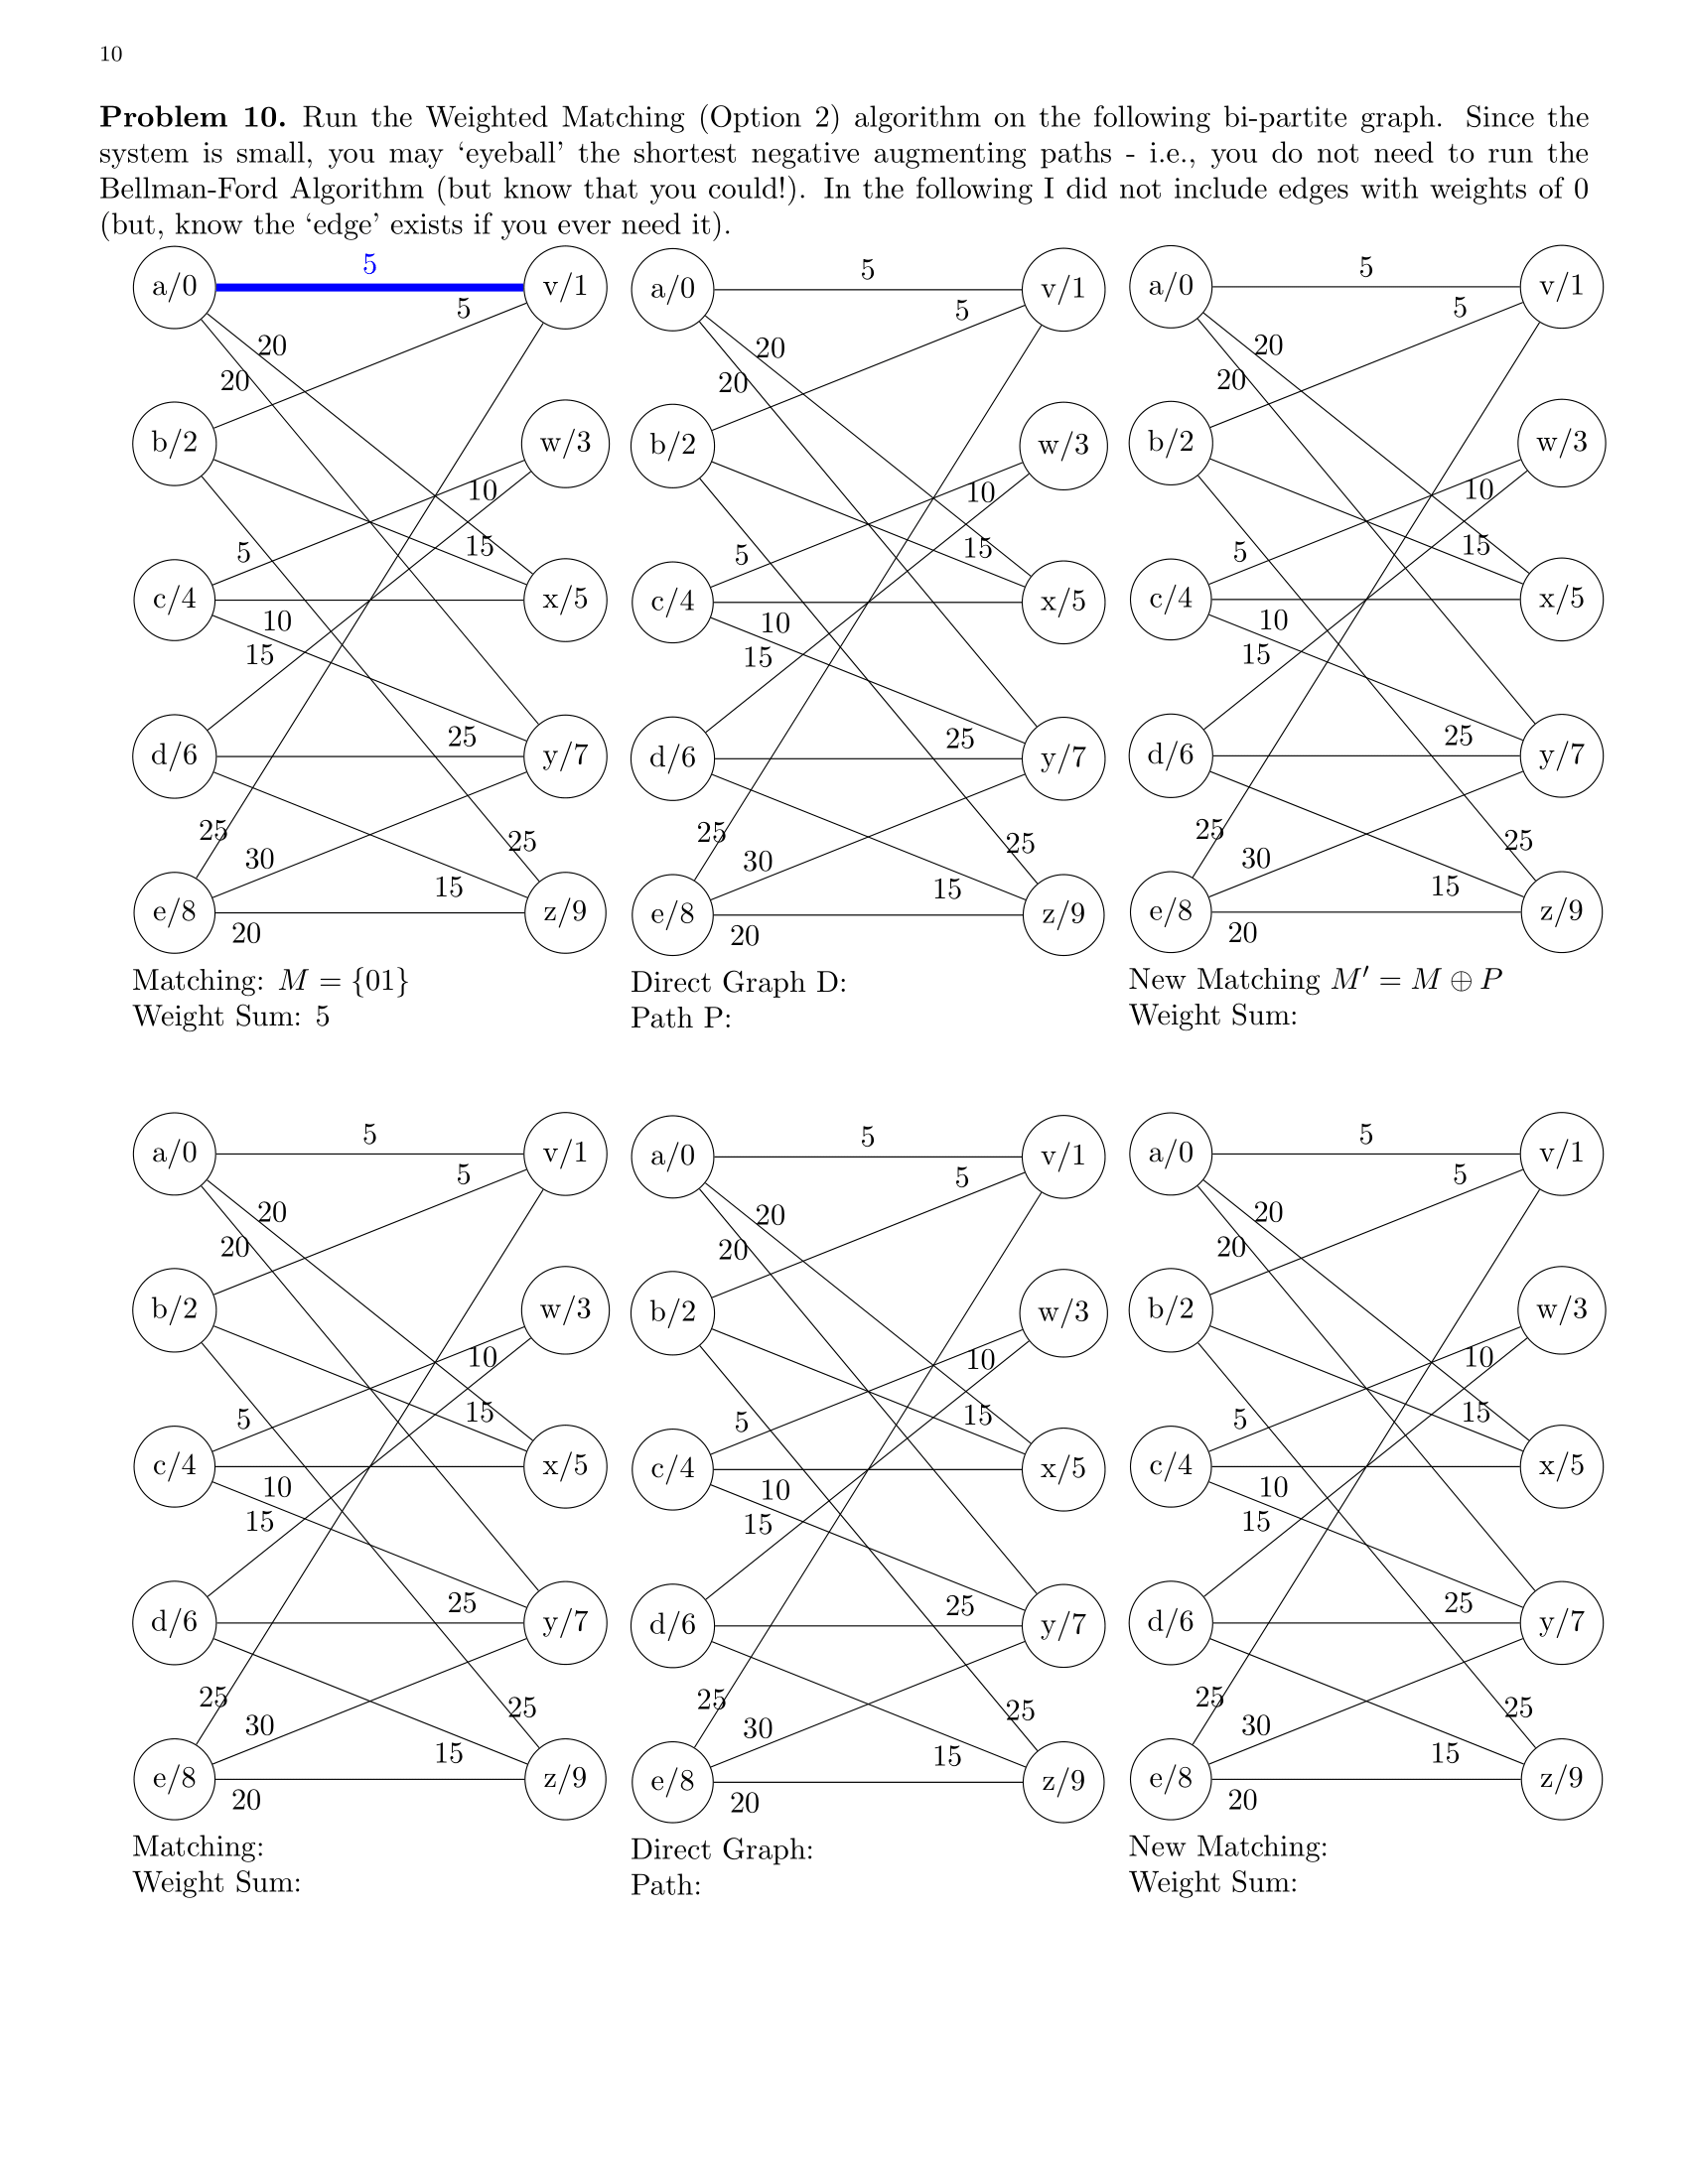 10
Problem 10. Run the Weighted Matching (Option 2) algorithm on the following bi-partite graph. Since the
system is small, you may ‘eyeball’ the shortest negative augmenting paths - i.e., you do not need to run the
Bellman-Ford Algorithm (but know that you could!). In the following I did not include edges with weights of 0
(but, know the ‘edge’ exists if you ever need it).
a/0
5
v/1
5
20
20
b/2
w/3
10
5
15
c/4
x/5
10
15
d/6
25
y/7
25
25
30
15
e/8
z/9
20
Matching: M = {01}
Weight Sum: 5
a/0
5
v/1
5
20
20
b/2
w/3
10
5
15
c/4
x/5
10
15
d/6
25
y/7
25
25
30
15
e/8
z/9
20
Direct Graph D:
Path P:
a/0
5
v/1
5
20
20
b/2
w/3
10
5
15
c/4
x/5
10
15
d/6
25
y/7
25
25
30
15
e/8
z/9
20
New Matching M′ = M ⊕ P
Weight Sum:
a/0
5
v/1
5
20
20
b/2
w/3
10
5
15
c/4
x/5
10
15
d/6
25
y/7
25
25
30
15
e/8
z/9
20
Matching:
Weight Sum:
a/0
5
v/1
5
20
20
b/2
w/3
10
5
15
c/4
x/5
10
15
d/6
25
y/7
25
25
30
15
e/8
z/9
20
Direct Graph:
Path:
a/0
5
v/1
5
20
20
b/2
w/3
10
5
15
c/4
x/5
10
15
d/6
25
y/7
25
25
30
15
e/8
z/9
20
New Matching:
Weight Sum: